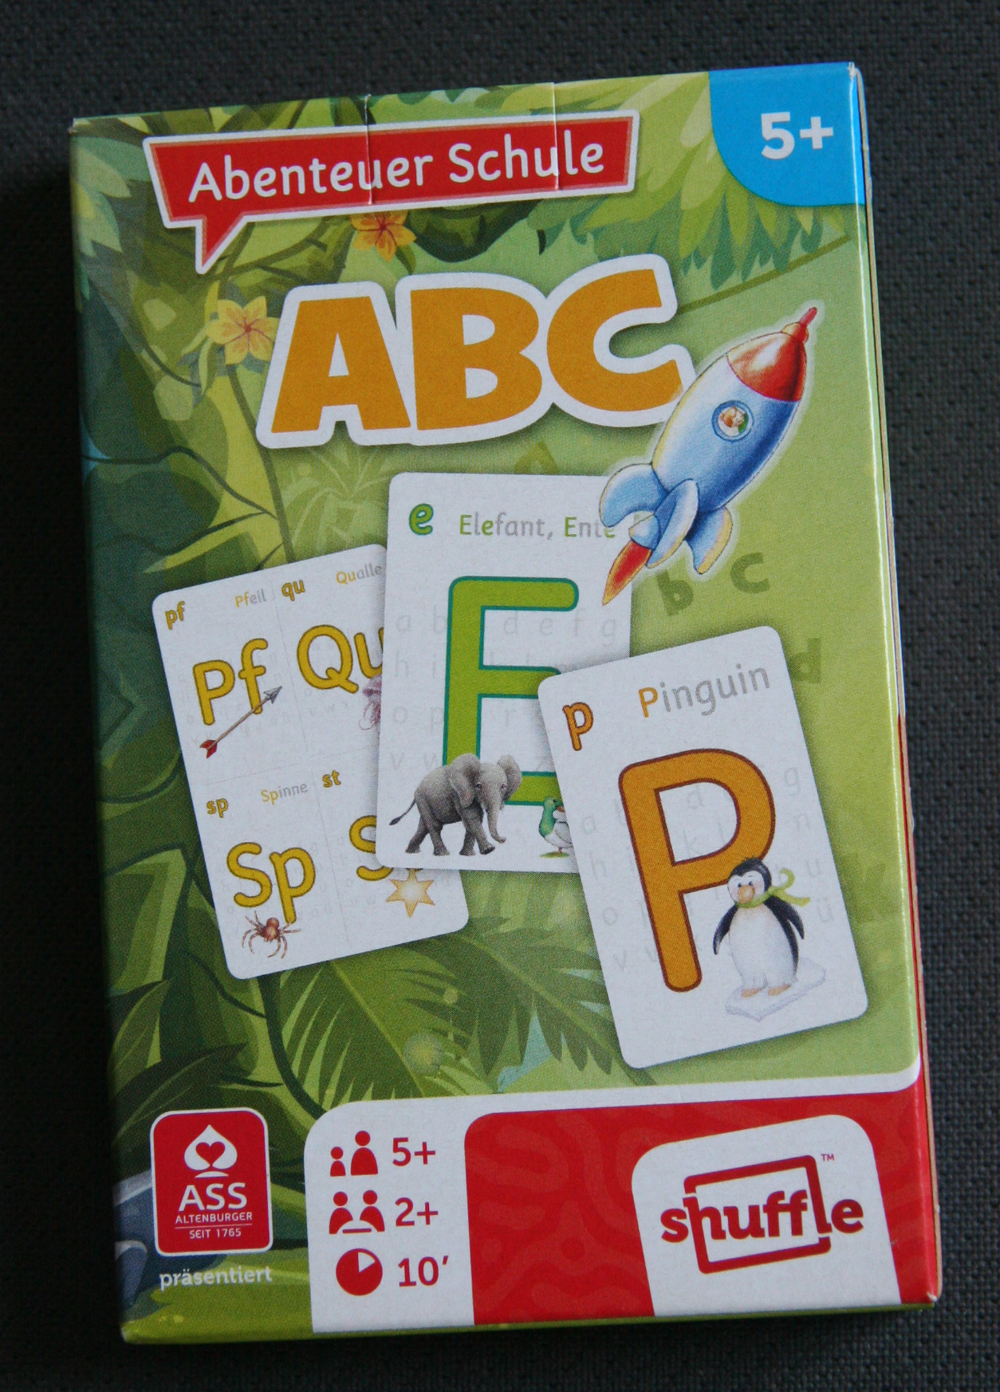 Abenteuer Schule
5+
ABC
e Elefant, Ente
E
b c
d
pf Pfeil qu Qualle
Pf Qu
sp Spinne st
Sp S
p Pinguin
P
ASS
ALTENBURGER
SEIT 1765
präsentiert
5+
2+
10′
shuffle™